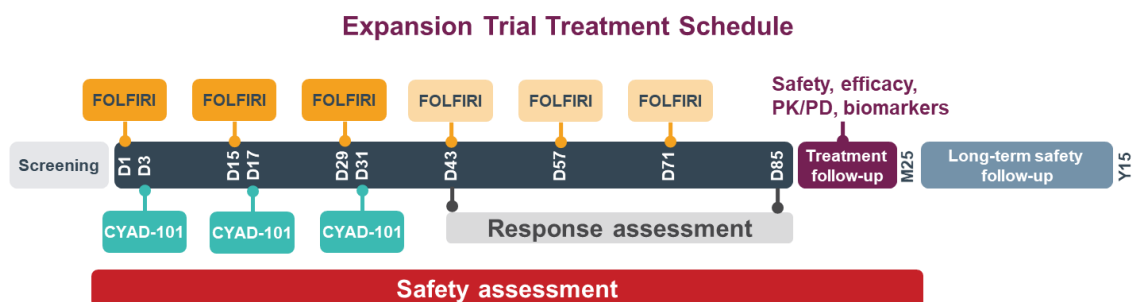 Expansion Trial Treatment Schedule
FOLFIRI
FOLFIRI
FOLFIRI
FOLFIRI
FOLFIRI
FOLFIRI
Safety, efficacy,
PK/PD, biomarkers
Screening
D1
D3
D15
D17
D29
D31
D43
D57
D71
D85
Treatment
follow-up
M25
Long-term safety
follow-up
Y15
CYAD-101
CYAD-101
CYAD-101
Response assessment
Safety assessment